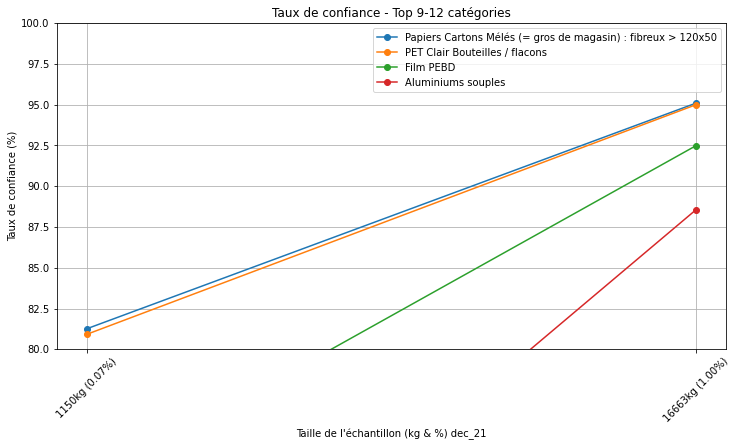 Taux de confiance - Top 9-12 catégories
Papiers Cartons Mélés (= gros de magasin) : fibreux > 120x50
PET Clair Bouteilles / flacons
Film PEBD
Aluminiums souples
Taux de confiance (%)
100.0
97.5
95.0
92.5
90.0
87.5
85.0
82.5
80.0
1150kg (0.07%)
16663kg (1.00%)
Taille de l'échantillon (kg & %) dec_21